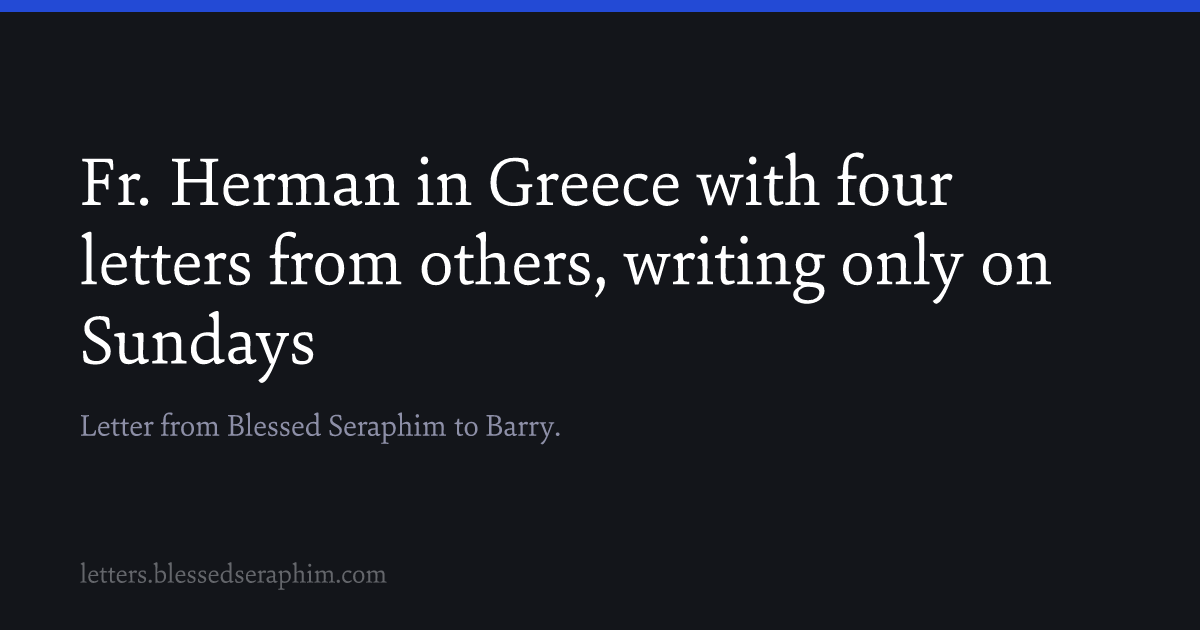 Fr. Herman in Greece with four
letters from others, writing only on
Sundays
Letter from Blessed Seraphim to Barry.
letters.blessedseraphim.com